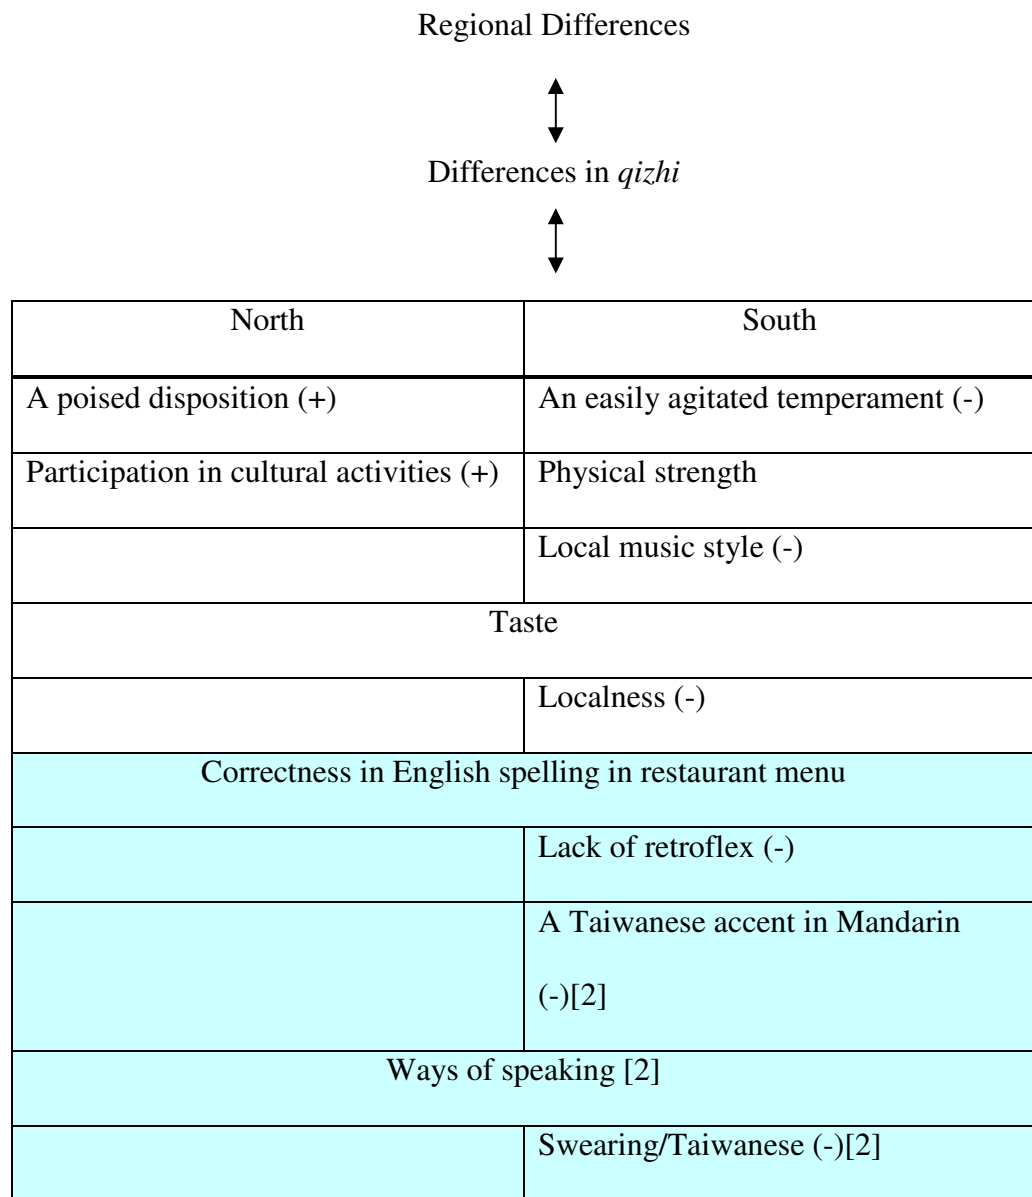 Regional Differences
Differences in qizhi
North
South
A poised disposition (+)
An easily agitated temperament (-)
Participation in cultural activities (+)
Physical strength
Local music style (-)
Taste
Localness (-)
Correctness in English spelling in restaurant menu
Lack of retroflex (-)
A Taiwanese accent in Mandarin
(-)[2]
Ways of speaking [2]
Swearing/Taiwanese (-)[2]